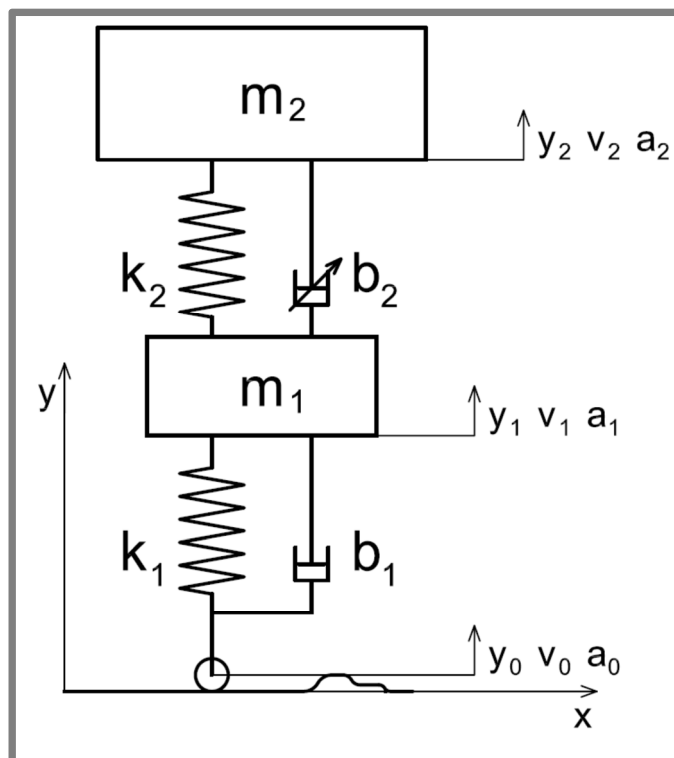 m₂
y₂ v₂ a₂
k₂ b₂
y
m₁
y₁ v₁ a₁
k₁ b₁
y₀ v₀ a₀
x